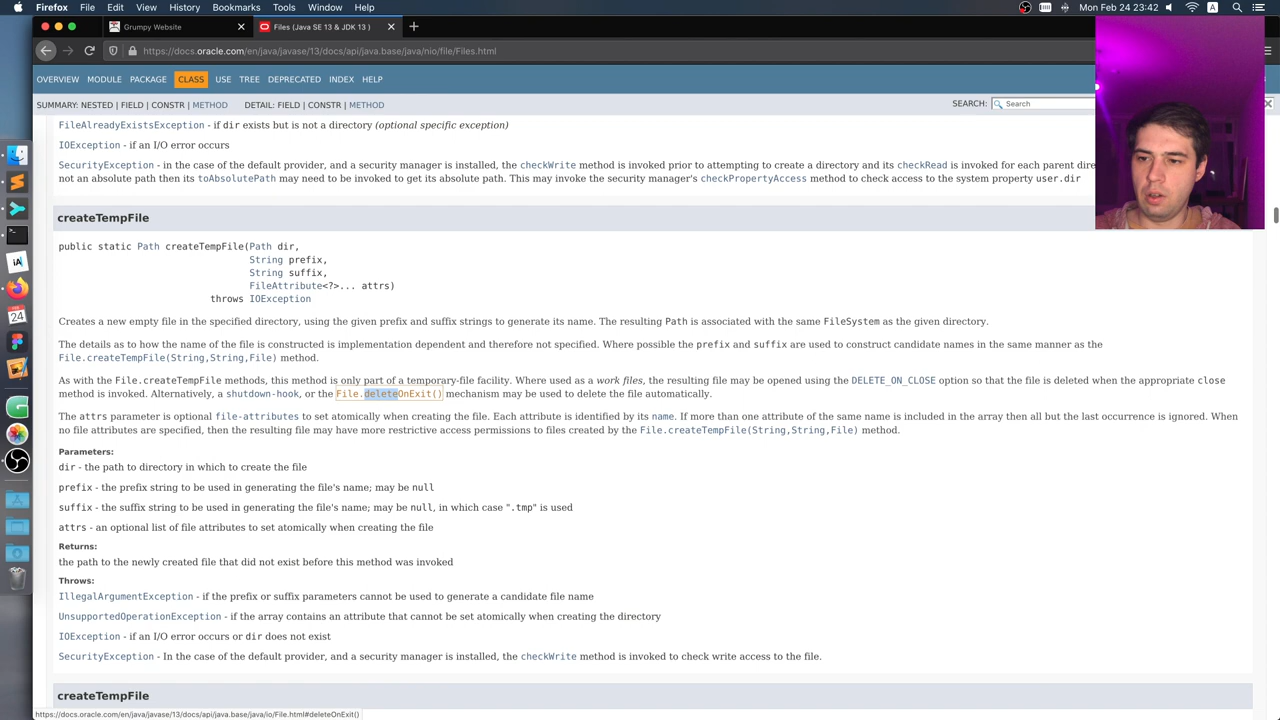 Firefox File Edit View History Bookmarks Tools Window Help
Mon Feb 24 23:42
Grumpy Website
Files (Java SE 13 & JDK 13 )
https://docs.oracle.com/en/java/javase/13/docs/api/java.base/java/nio/file/Files.html
OVERVIEW MODULE PACKAGE CLASS USE TREE DEPRECATED INDEX HELP
SUMMARY: NESTED | FIELD | CONSTR | METHOD DETAIL: FIELD | CONSTR | METHOD
SEARCH: Search
FileAlreadyExistsException - if dir exists but is not a directory (optional specific exception)
IOException - if an I/O error occurs
SecurityException - in the case of the default provider, and a security manager is installed, the checkWrite method is invoked prior to attempting to create a directory and its checkRead is invoked for each parent dire
not an absolute path then its toAbsolutePath may need to be invoked to get its absolute path. This may invoke the security manager's checkPropertyAccess method to check access to the system property user.dir
createTempFile
public static Path createTempFile(Path dir,
String prefix,
String suffix,
FileAttribute<?>... attrs)
throws IOException
Creates a new empty file in the specified directory, using the given prefix and suffix strings to generate its name. The resulting Path is associated with the same FileSystem as the given directory.
The details as to how the name of the file is constructed is implementation dependent and therefore not specified. Where possible the prefix and suffix are used to construct candidate names in the same manner as the
File.createTempFile(String,String,File) method.
As with the File.createTempFile methods, this method is only part of a temporary-file facility. Where used as a work files, the resulting file may be opened using the DELETE_ON_CLOSE option so that the file is deleted when the appropriate close
method is invoked. Alternatively, a shutdown-hook, or the File.deleteOnExit() mechanism may be used to delete the file automatically.
The attrs parameter is optional file-attributes to set atomically when creating the file. Each attribute is identified by its name. If more than one attribute of the same name is included in the array then all but the last occurrence is ignored. When
no file attributes are specified, then the resulting file may have more restrictive access permissions to files created by the File.createTempFile(String,String,File) method.
Parameters:
dir - the path to directory in which to create the file
prefix - the prefix string to be used in generating the file's name; may be null
suffix - the suffix string to be used in generating the file's name; may be null, in which case ".tmp" is used
attrs - an optional list of file attributes to set atomically when creating the file
Returns:
the path to the newly created file that did not exist before this method was invoked
Throws:
IllegalArgumentException - if the prefix or suffix parameters cannot be used to generate a candidate file name
UnsupportedOperationException - if the array contains an attribute that cannot be set atomically when creating the directory
IOException - if an I/O error occurs or dir does not exist
SecurityException - In the case of the default provider, and a security manager is installed, the checkWrite method is invoked to check write access to the file.
createTempFile
https://docs.oracle.com/en/java/javase/13/docs/api/java.base/java/io/File.html#deleteOnExit()